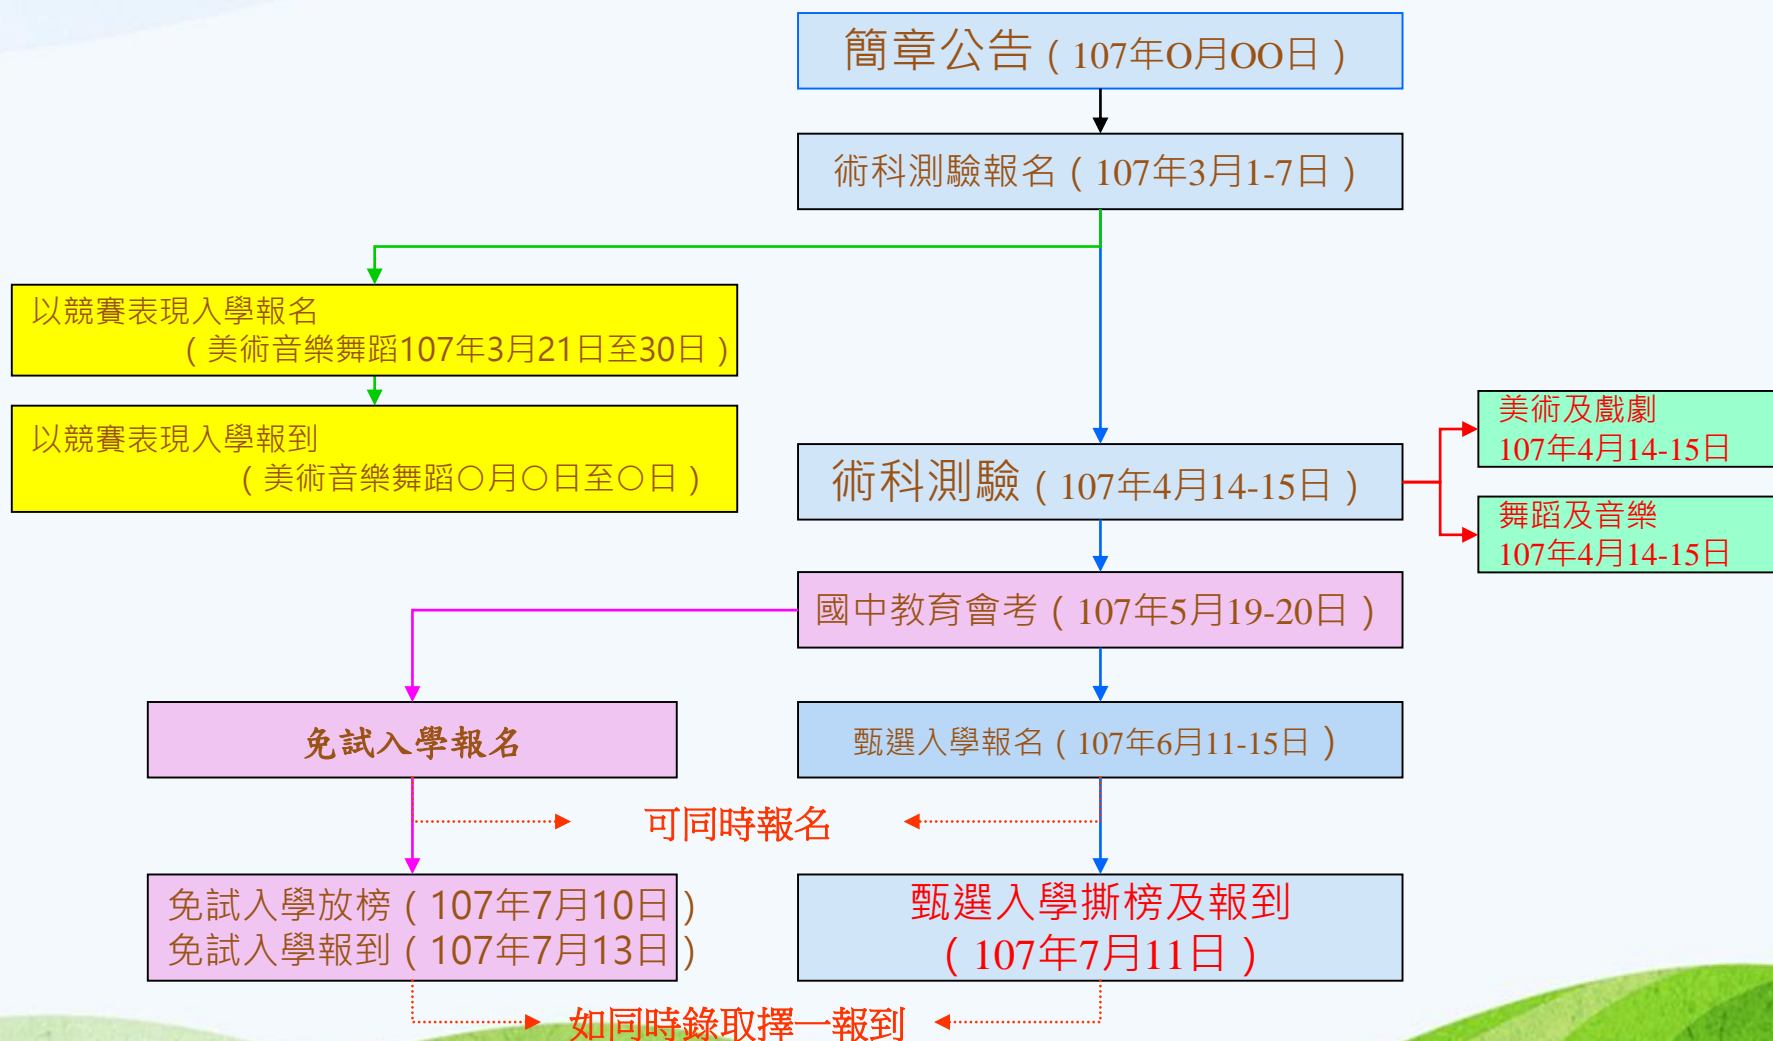 簡章公告（107年O月OO日）
術科測驗報名（107年3月1-7日）
以競賽表現入學報名
（美術音樂舞蹈107年3月21日至30日）
以競賽表現入學報到
（美術音樂舞蹈〇月〇日至〇日）
術科測驗（107年4月14-15日）
美術及戲劇
107年4月14-15日
舞蹈及音樂
107年4月14-15日
國中教育會考（107年5月19-20日）
免試入學報名
甄選入學報名（107年6月11-15日）
可同時報名
免試入學放榜（107年7月10日）
免試入學報到（107年7月13日）
甄選入學撕榜及報到
（107年7月11日）
如同時錄取擇一報到